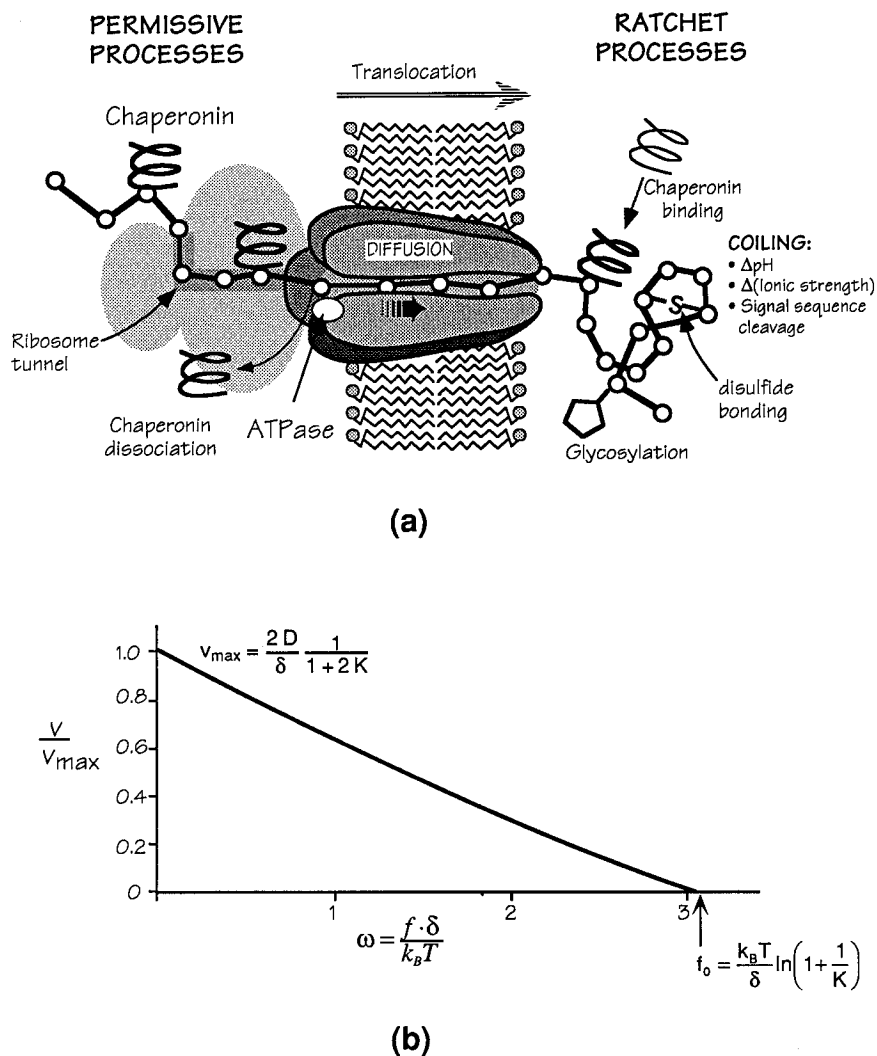 PERMISSIVE
PROCESSES
RATCHET
PROCESSES
Translocation
Chaperonin
Chaperonin
binding
DIFFUSION
COILING:
• ΔpH
• Δ(Ionic strength)
• Signal sequence
cleavage
S
Ribosome
tunnel
disulfide
bonding
Chaperonin
dissociation
ATPase
Glycosylation
(a)
v_max = 2D/δ 1/(1+2K)
1.0
0.8
0.6
0.4
0.2
0
V/V_max
1
2
3
ω = f·δ/k_BT
f_o = k_BT/δ ln(1+1/K)
(b)